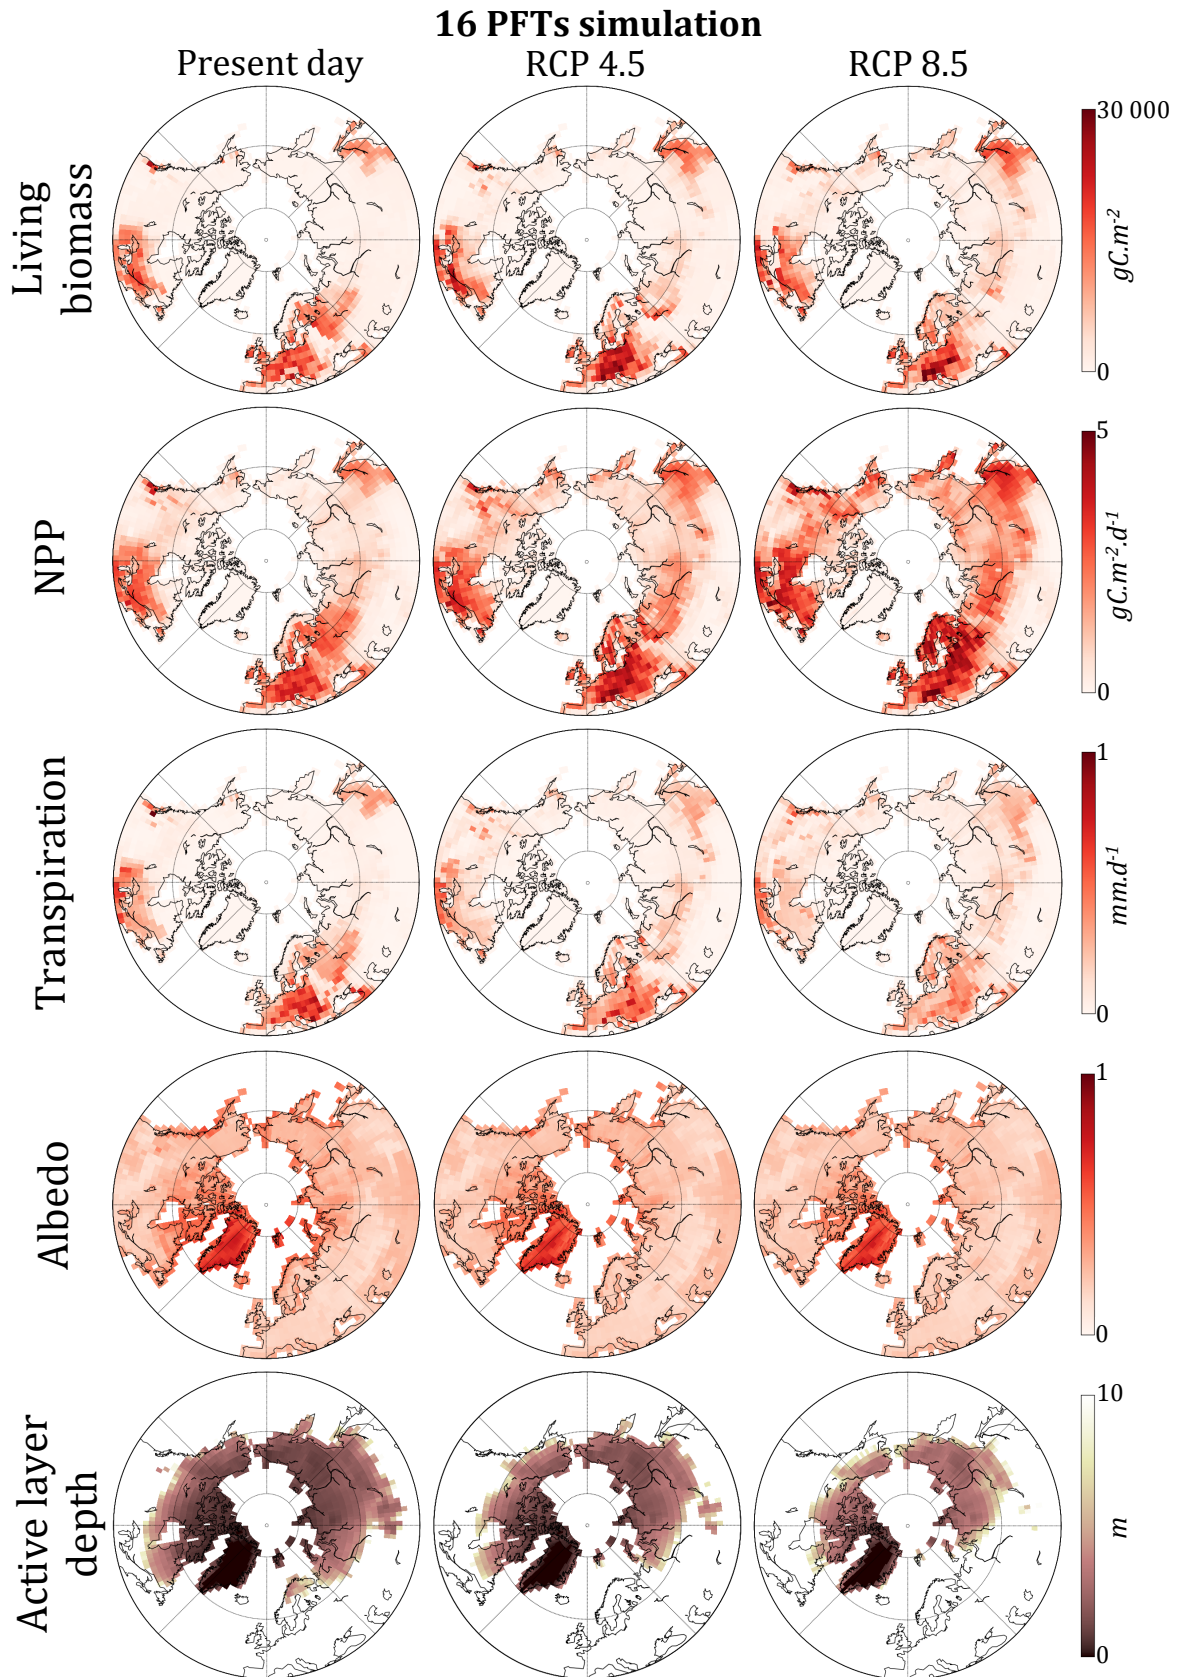 16 PFTs simulation
Present day
RCP 4.5
RCP 8.5
Living
biomass
30 000
gC.m-2
0
NPP
5
gC.m-2.d-1
0
Transpiration
1
mm.d-1
0
Albedo
1
0
Active layer
depth
10
m
0